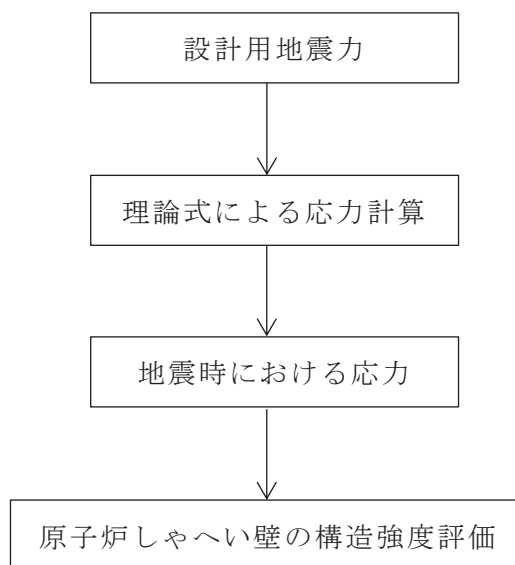 設計用地震力
理論式による応力計算
地震時における応力
原子炉しゃへい壁の構造強度評価